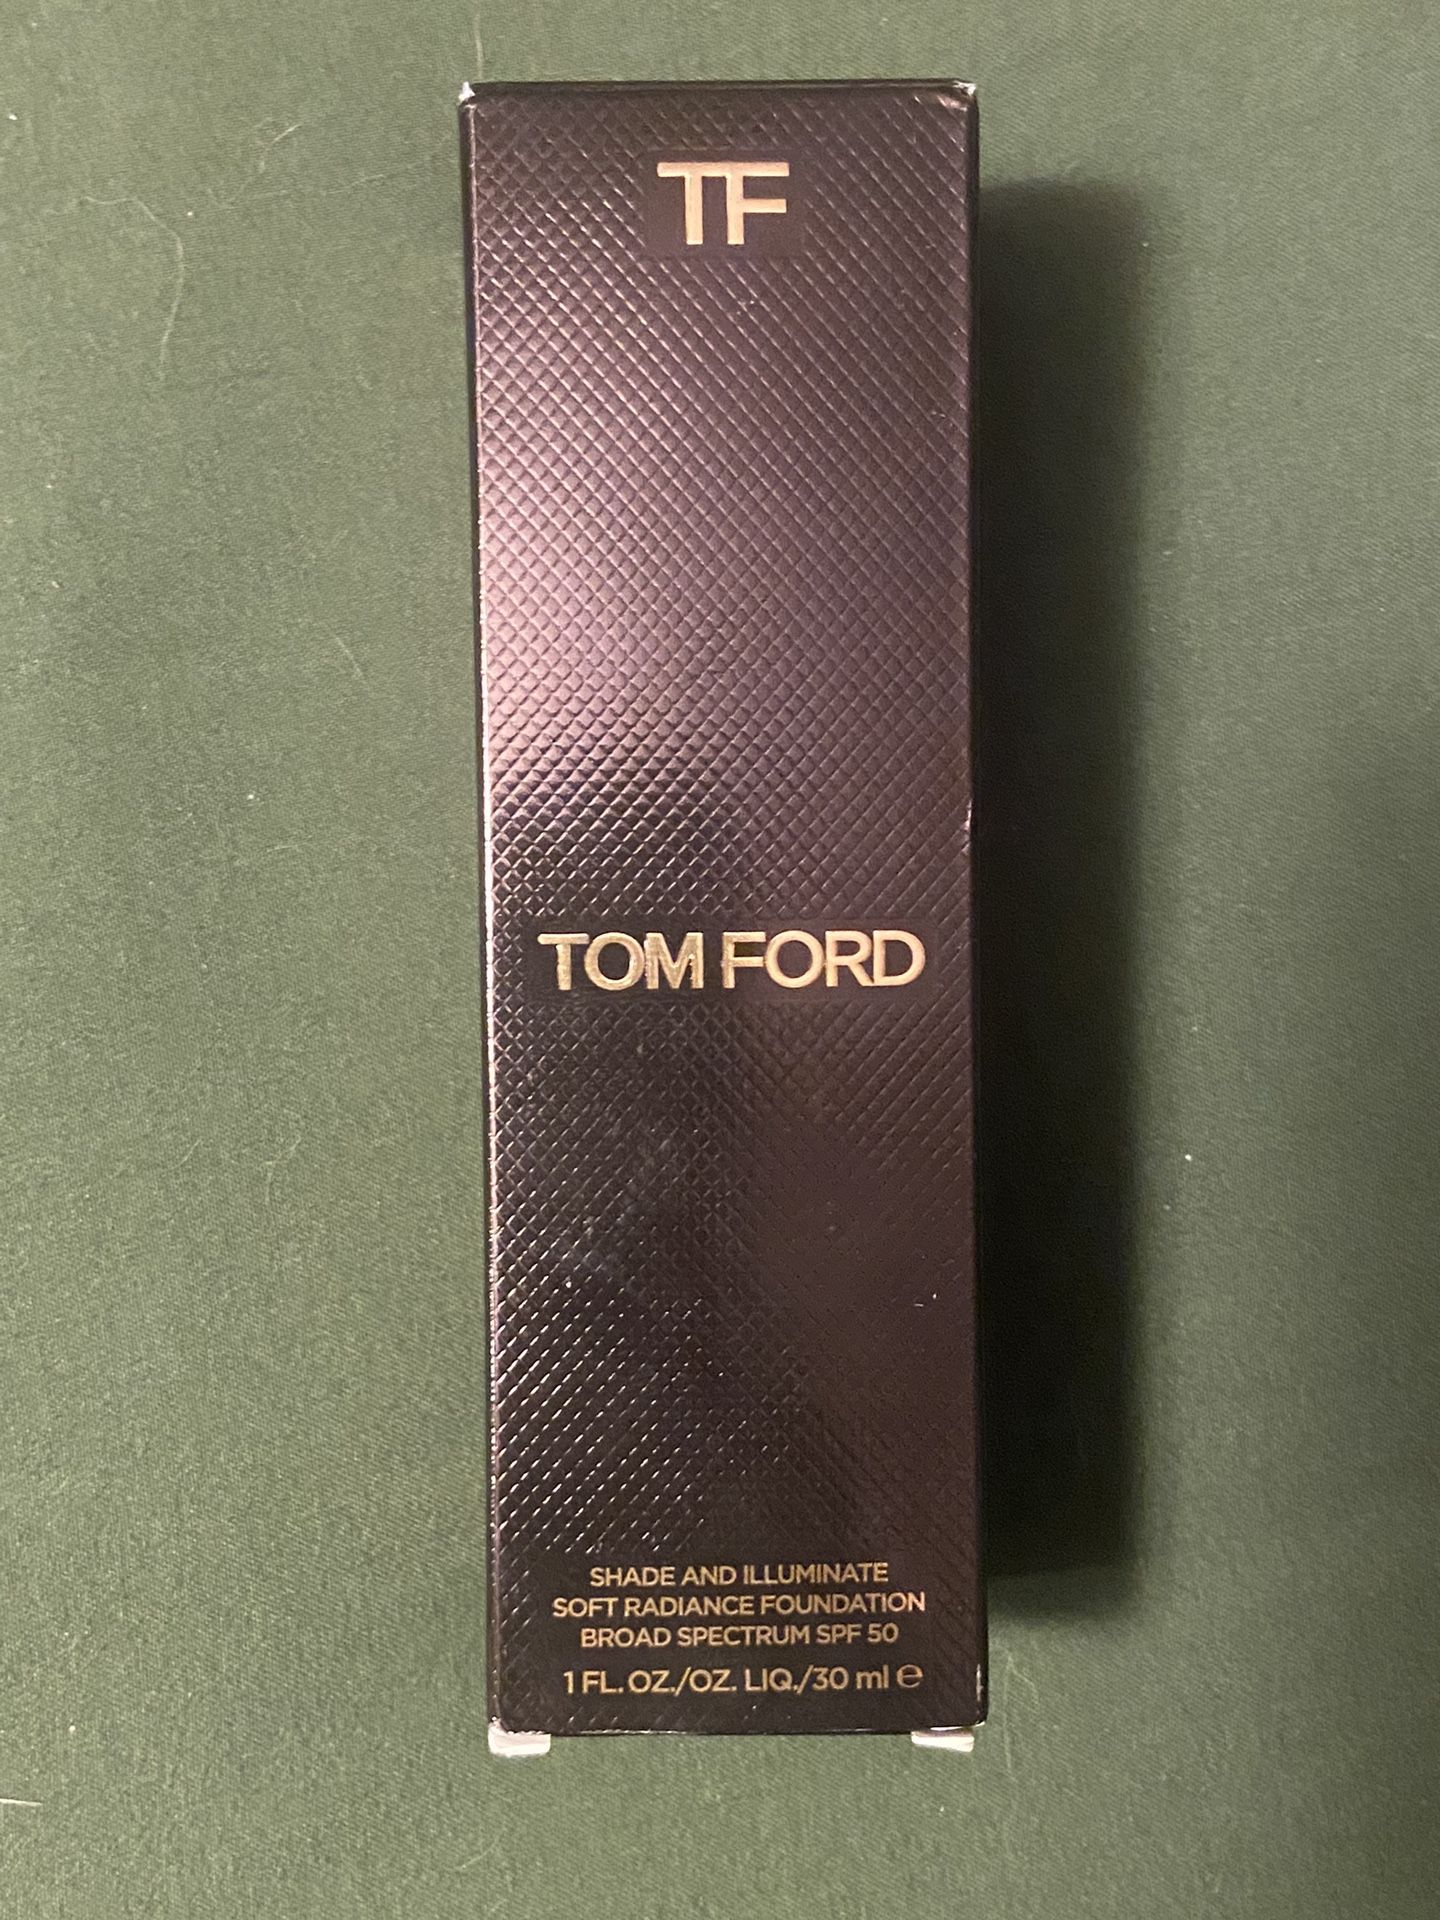 TF
TOM FORD
SHADE AND ILLUMINATE
SOFT RADIANCE FOUNDATION
BROAD SPECTRUM SPF 50
1 FL. OZ./OZ. LIQ./30 ml ℮